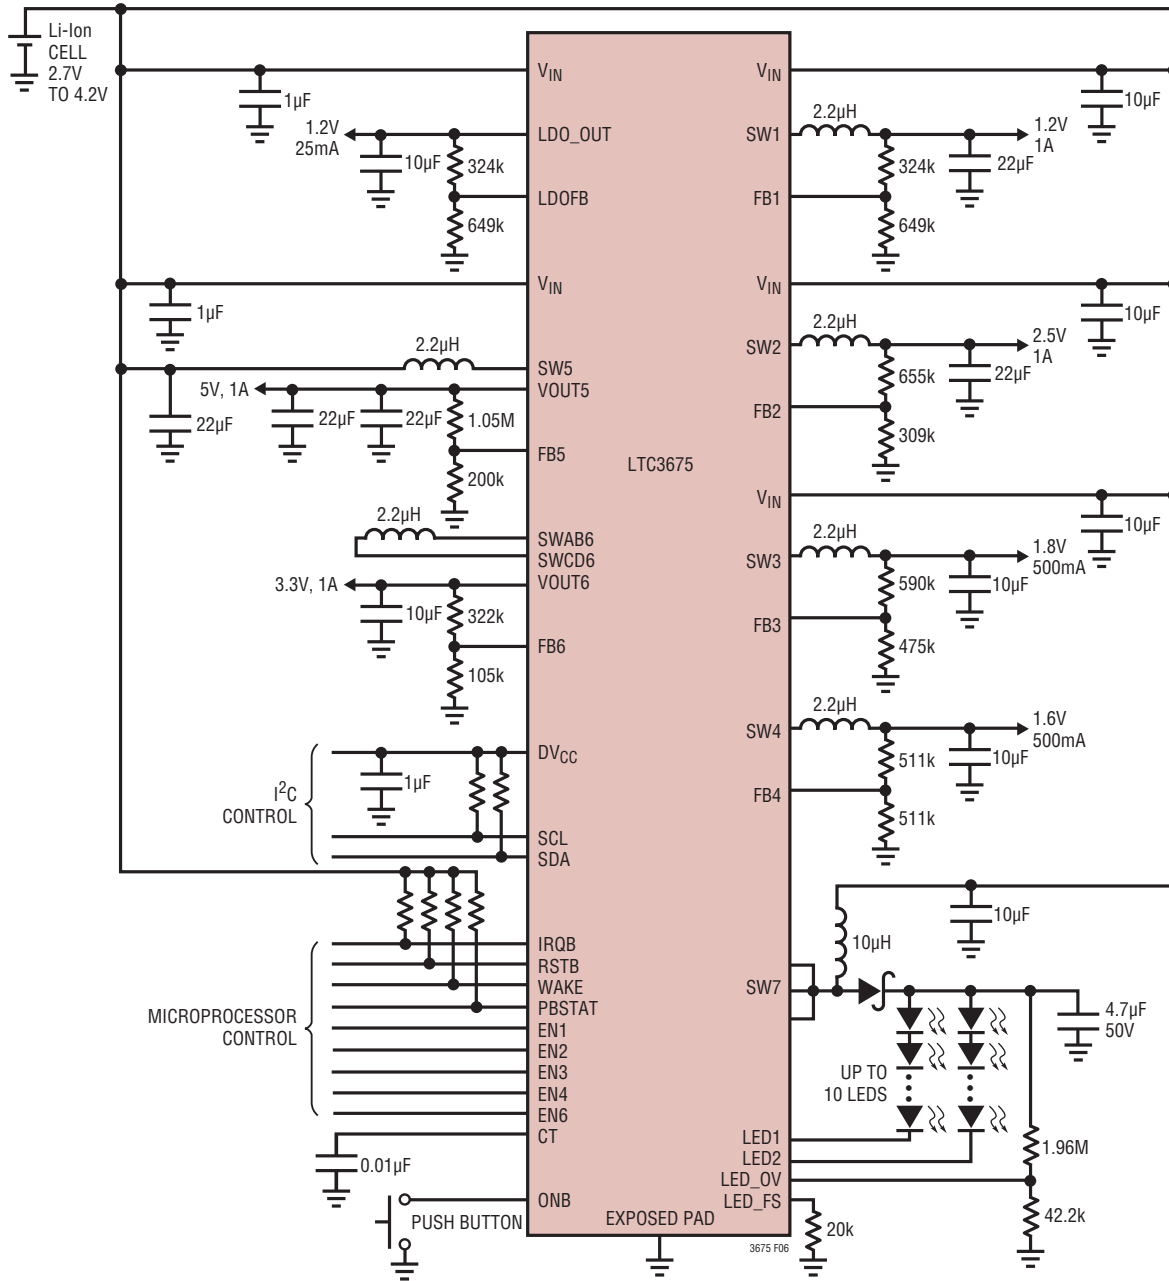 Li-Ion
CELL
2.7V
TO 4.2V
V_IN
1µF
1.2V
25mA
LDO_OUT
10µF
324k
LDOFB
649k
V_IN
1µF
2.2µH
SW5
5V, 1A
VOUT5
22µF
22µF
22µF
1.05M
FB5
200k
2.2µH
SWAB6
SWCD6
3.3V, 1A
VOUT6
10µF
322k
FB6
105k
DV_CC
I²C
CONTROL
1µF
SCL
SDA
IRQB
RSTB
WAKE
MICROPROCESSOR
CONTROL
PBSTAT
EN1
EN2
EN3
EN4
EN6
CT
0.01µF
ONB
PUSH BUTTON
LTC3675
EXPOSED PAD
V_IN
10µF
2.2µH
SW1
1.2V
1A
324k
22µF
FB1
649k
V_IN
10µF
2.2µH
SW2
2.5V
1A
655k
22µF
FB2
309k
V_IN
10µF
2.2µH
SW3
1.8V
500mA
590k
10µF
FB3
475k
2.2µH
SW4
1.6V
500mA
511k
10µF
FB4
511k
10µF
10µH
SW7
4.7µF
50V
UP TO
10 LEDS
LED1
LED2
1.96M
LED_OV
LED_FS
42.2k
20k
3675 F06